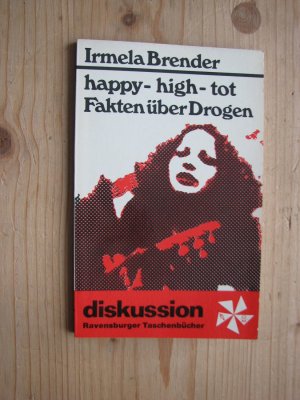 Irmela Brender
happy - high - tot
Fakten über Drogen
diskussion
Ravensburger Taschenbücher